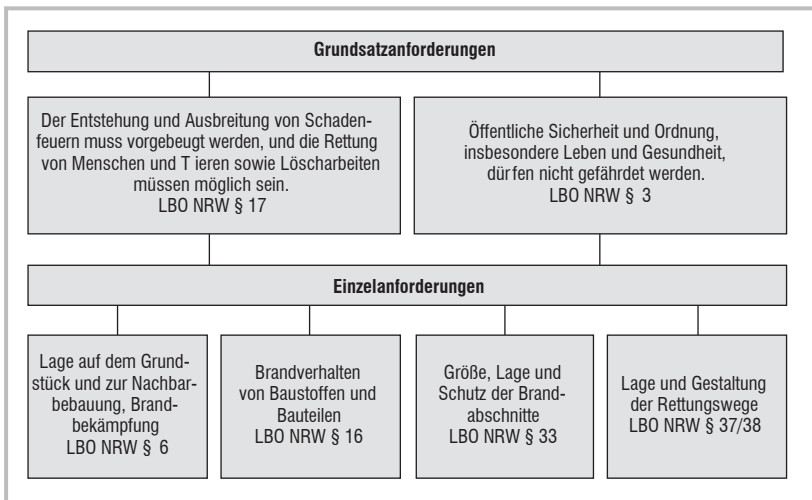 Grundsatzanforderungen
Der Entstehung und Ausbreitung von Schaden-
feuern muss vorgebeugt werden, und die Rettung
von Menschen und T ieren sowie Löscharbeiten
müssen möglich sein.
LBO NRW § 17
Öffentliche Sicherheit und Ordnung,
insbesondere Leben und Gesundheit,
dürfen nicht gefährdet werden.
LBO NRW § 3
Einzelanforderungen
Lage auf dem Grund-
stück und zur Nachbar-
bebauung, Brand-
bekämpfung
LBO NRW § 6
Brandverhalten
von Baustoffen und
Bauteilen
LBO NRW § 16
Größe, Lage und
Schutz der Brand-
abschnitte
LBO NRW § 33
Lage und Gestaltung
der Rettungswege
LBO NRW § 37/38